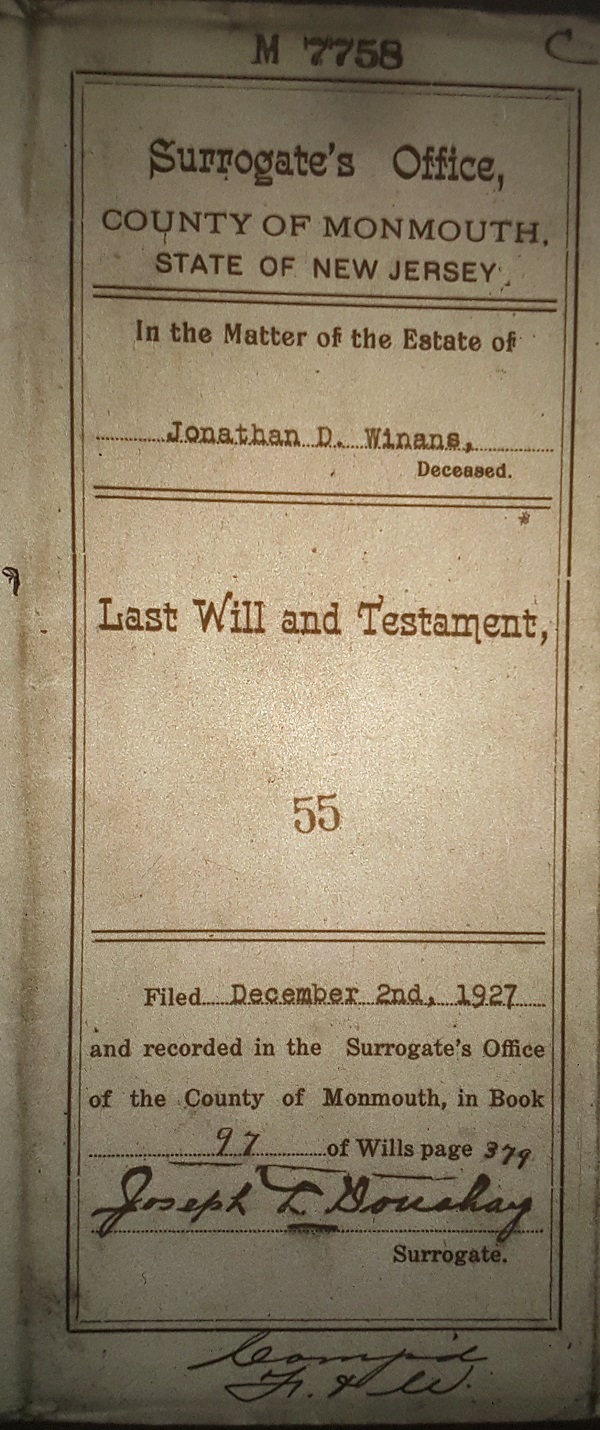 M 7758 C
Surrogate's Office,
COUNTY OF MONMOUTH,
STATE OF NEW JERSEY.
In the Matter of the Estate of
Jonathan D. Winans,
Deceased.
Last Will and Testament,
55
Filed December 2nd, 1927
and recorded in the Surrogate's Office
of the County of Monmouth, in Book
97 of Wills page 379
Joseph L. Donahay
Surrogate.
Comp'd